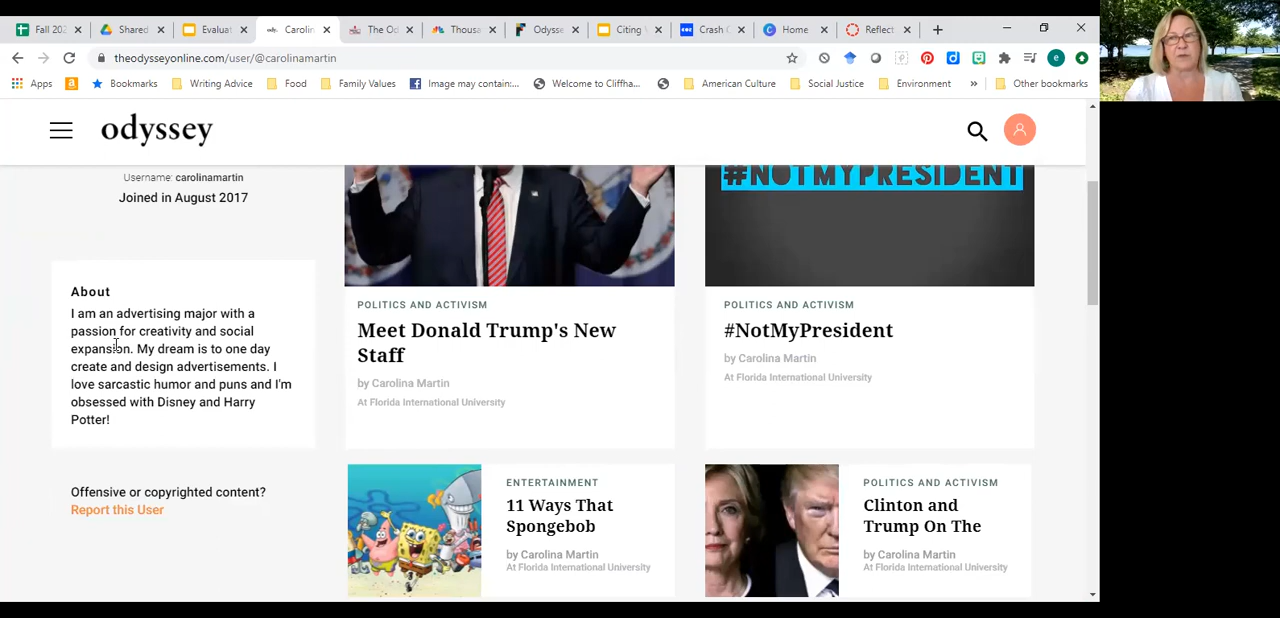 Fall 202
Shared
Evaluat
Carolin
The Od
Thousa
Odysse
Citing V
Crash C
Home
Reflect
theodysseyonline.com/user/@carolinamartin
Apps
Bookmarks
Writing Advice
Food
Family Values
Image may contain:...
Welcome to Cliffha...
American Culture
Social Justice
Environment
»
Other bookmarks
odyssey
Username: carolinamartin
Joined in August 2017
About
I am an advertising major with a
passion for creativity and social
expansion. My dream is to one day
create and design advertisements. I
love sarcastic humor and puns and I'm
obsessed with Disney and Harry
Potter!
Offensive or copyrighted content?
Report this User
POLITICS AND ACTIVISM
Meet Donald Trump's New
Staff
by Carolina Martin
At Florida International University
#NOTMYPRESIDENT
POLITICS AND ACTIVISM
#NotMyPresident
by Carolina Martin
At Florida International University
ENTERTAINMENT
11 Ways That
Spongebob
by Carolina Martin
At Florida International University
POLITICS AND ACTIVISM
Clinton and
Trump On The
by Carolina Martin
At Florida International University